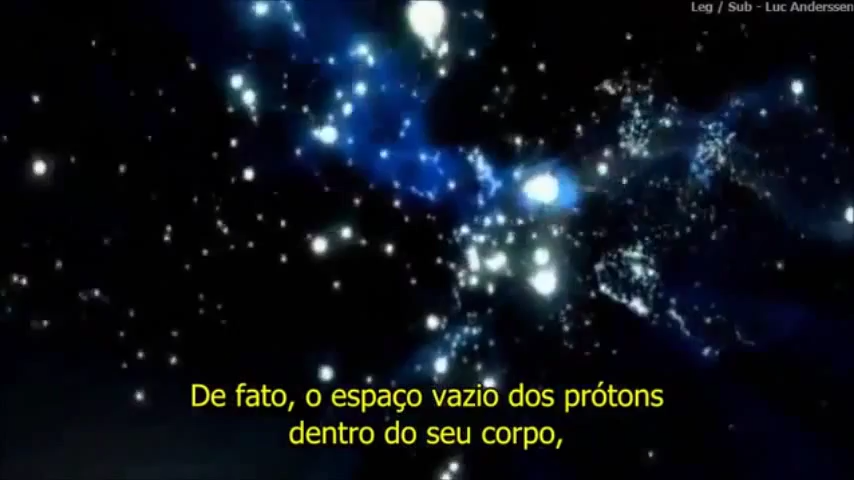 Leg / Sub - Luc Anderssen
De fato, o espaço vazio dos prótons
dentro do seu corpo,